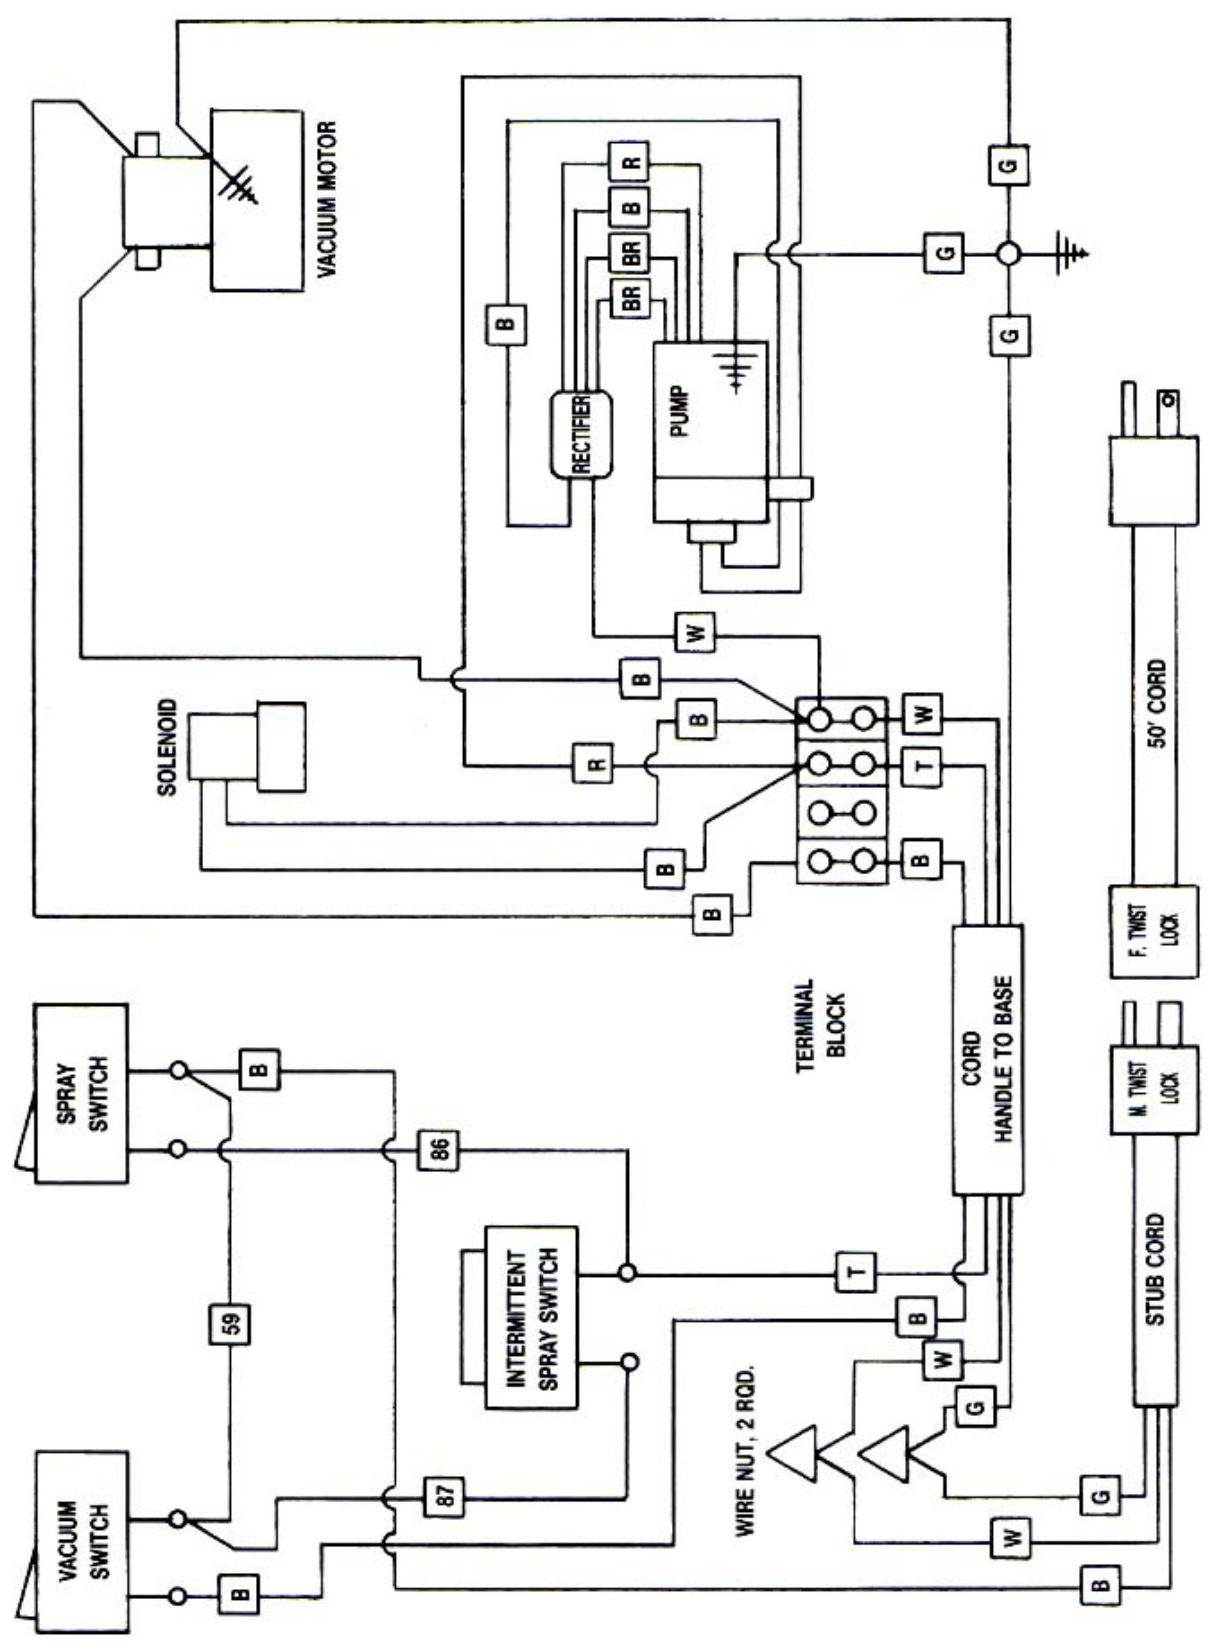 VACUUM
SWITCH
SPRAY
SWITCH
B
59
B
87
86
INTERMITTENT
SPRAY SWITCH
SOLENOID
VACUUM MOTOR
B
B
R
B
B
W
B
RECTIFIER
BR
BR
B
R
PUMP
WIRE NUT, 2 RQD.
TERMINAL
BLOCK
T
B
W
G
B
T
W
G
G
G
CORD
HANDLE TO BASE
B
W
G
STUB CORD
M. TWIST
LOCK
F. TWIST
LOCK
50' CORD